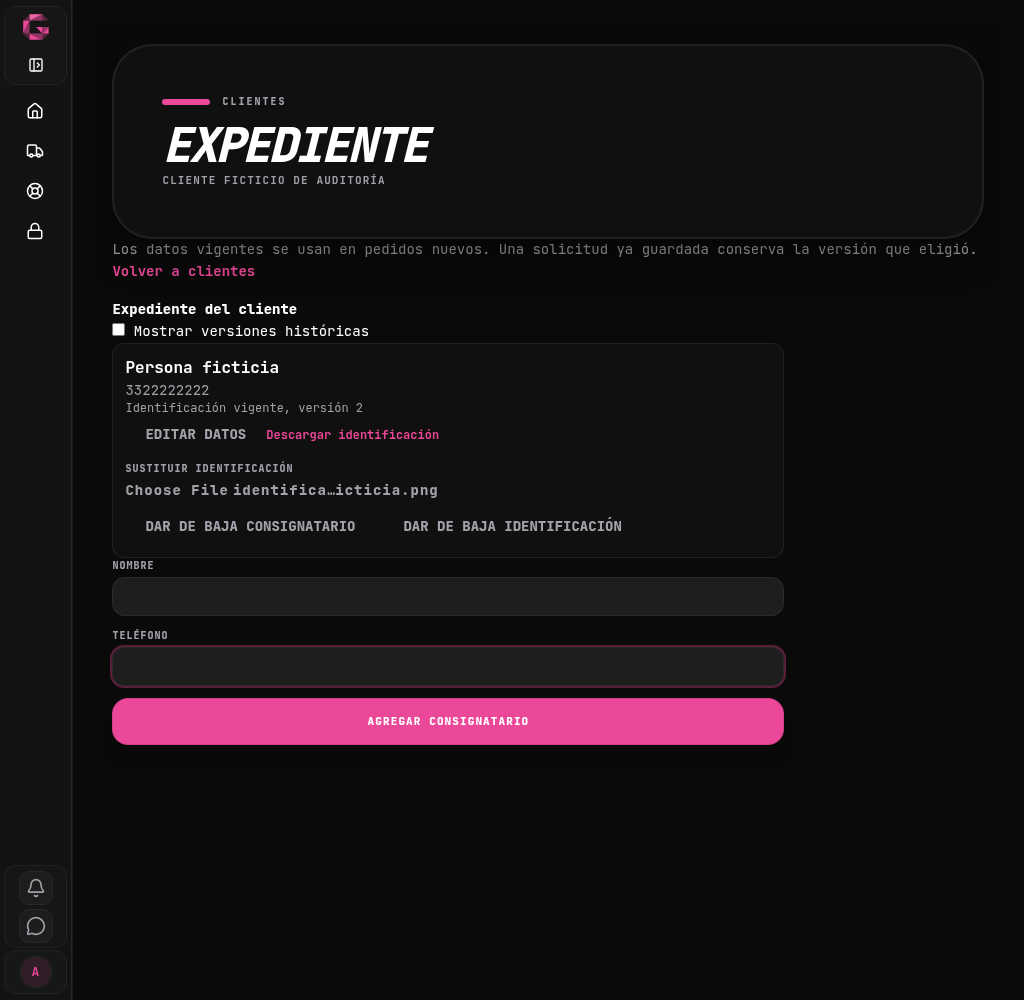 G
CLIENTES
EXPEDIENTE
CLIENTE FICTICIO DE AUDITORÍA
Los datos vigentes se usan en pedidos nuevos. Una solicitud ya guardada conserva la versión que eligió.
Volver a clientes
Expediente del cliente
Mostrar versiones históricas
Persona ficticia
3322222222
Identificación vigente, versión 2
EDITAR DATOS Descargar identificación
SUSTITUIR IDENTIFICACIÓN
Choose File identifica…icticia.png
DAR DE BAJA CONSIGNATARIO DAR DE BAJA IDENTIFICACIÓN
NOMBRE
TELÉFONO
AGREGAR CONSIGNATARIO
A